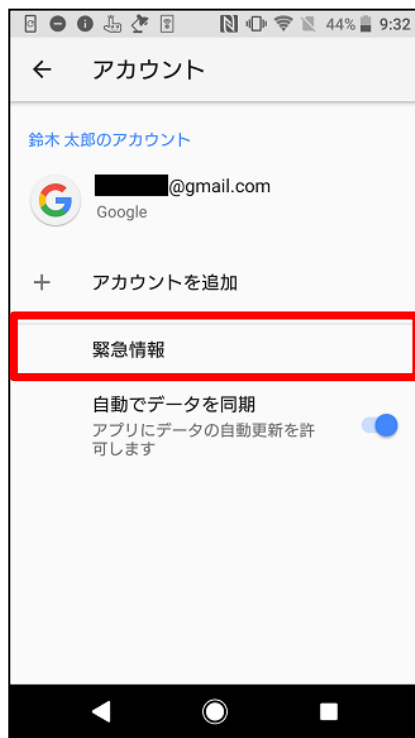 44% 9:32
アカウント
鈴木 太郎のアカウント
@gmail.com
Google
アカウントを追加
緊急情報
自動でデータを同期
アプリにデータの自動更新を許
可します